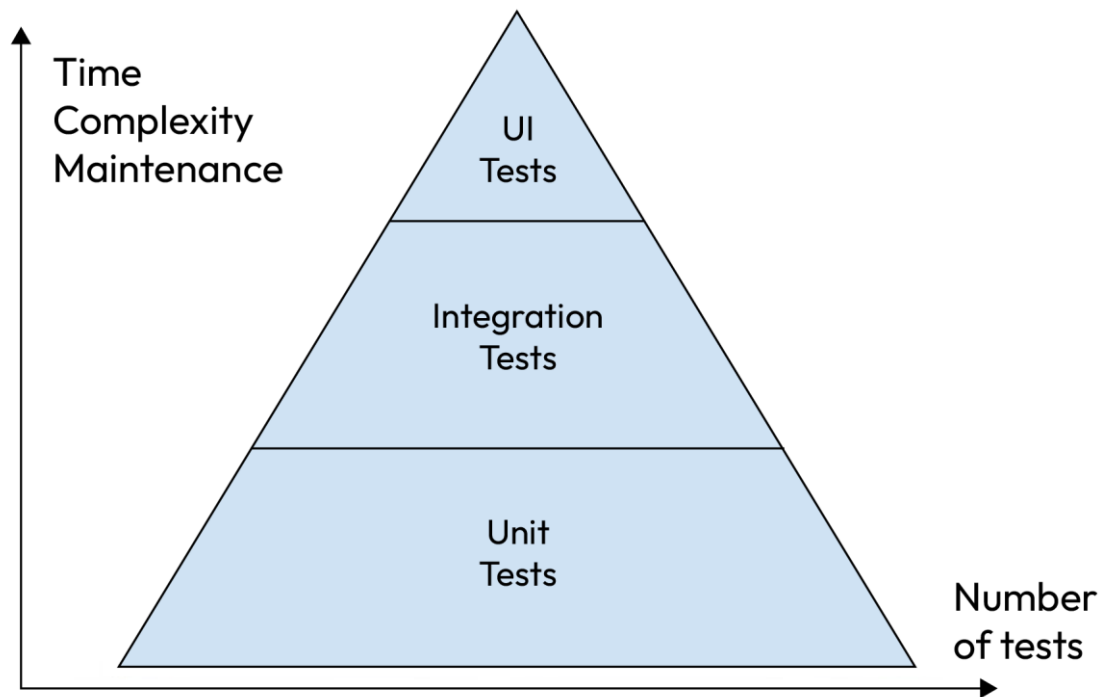 Time
Complexity
Maintenance
UI
Tests
Integration
Tests
Unit
Tests
Number
of tests